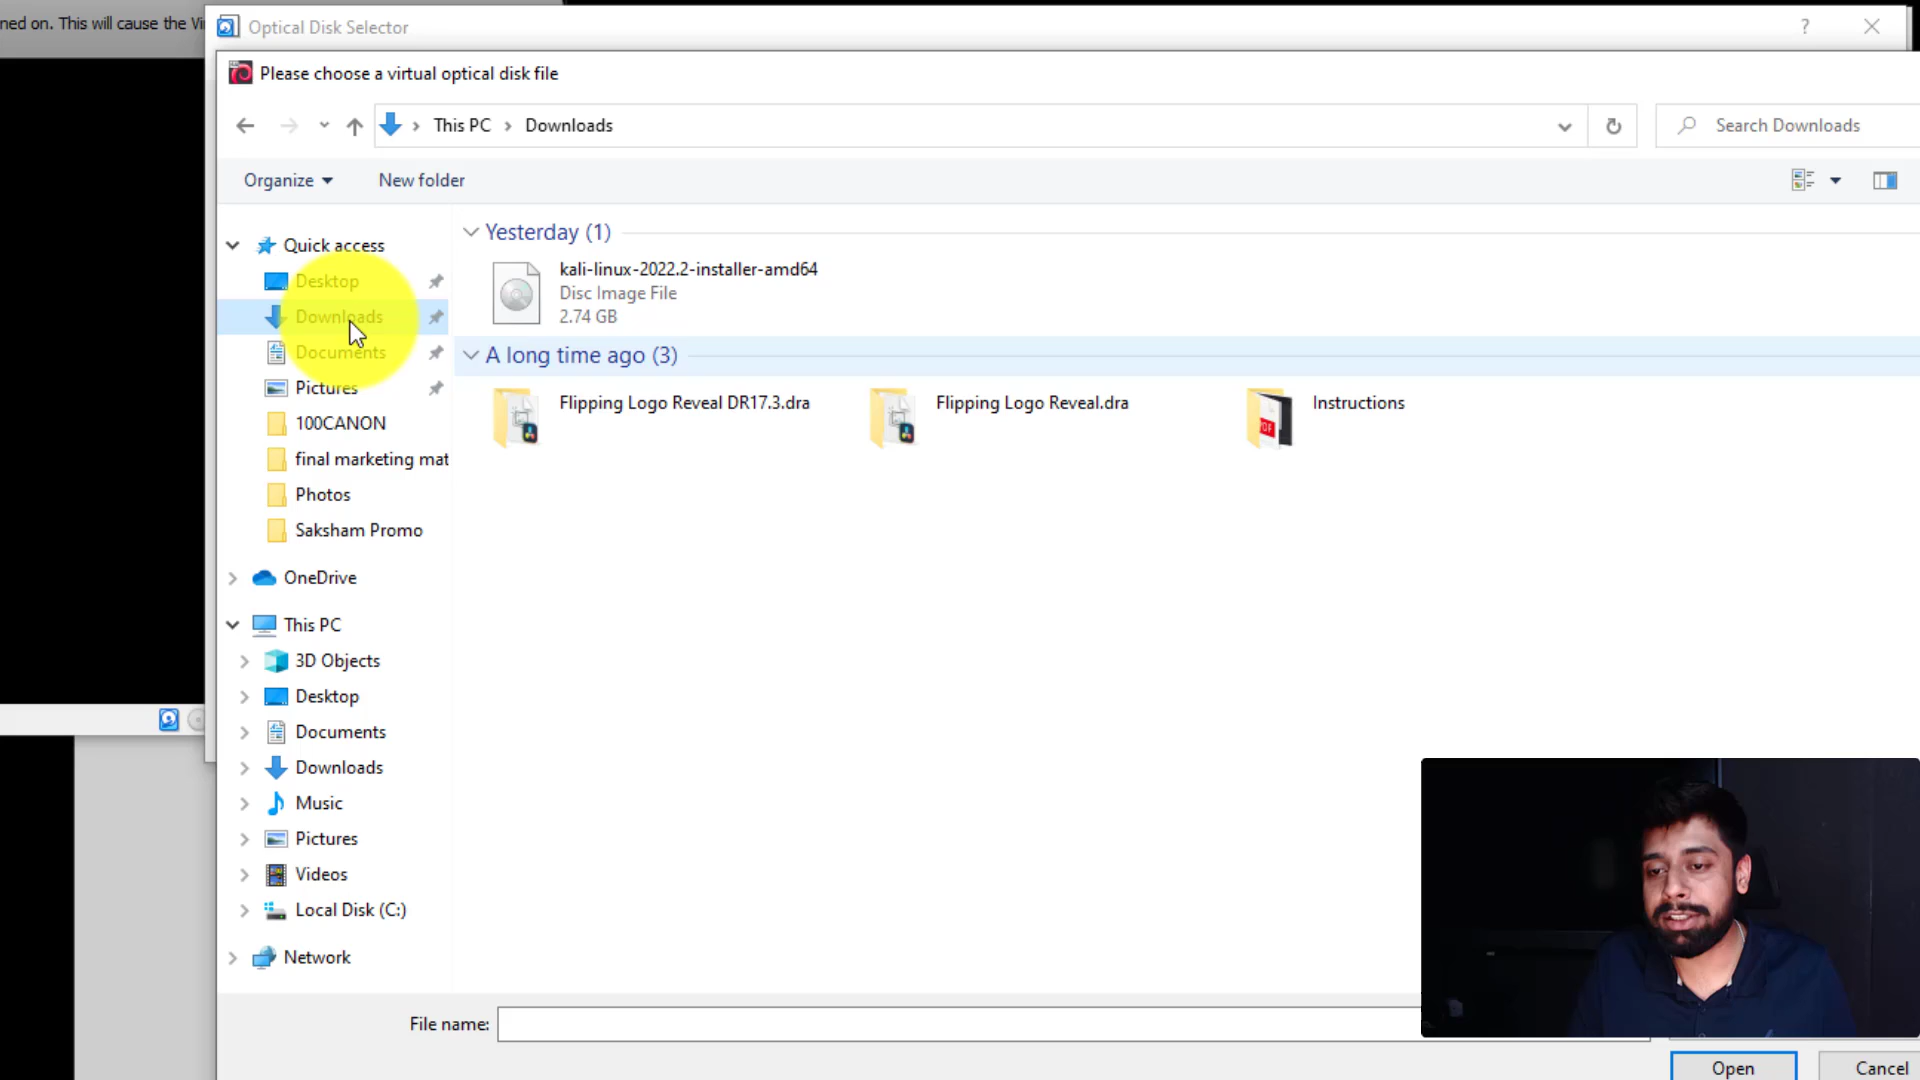 ned on. This will cause the Vi
Optical Disk Selector
Please choose a virtual optical disk file
This PC > Downloads
Search Downloads
Organize
New folder
Quick access
Desktop
Downloads
Documents
Pictures
100CANON
final marketing mat
Photos
Saksham Promo
OneDrive
This PC
3D Objects
Desktop
Documents
Downloads
Music
Pictures
Videos
Local Disk (C:)
Network
Yesterday (1)
kali-linux-2022.2-installer-amd64
Disc Image File
2.74 GB
A long time ago (3)
Flipping Logo Reveal DR17.3.dra
Flipping Logo Reveal.dra
Instructions
PDF
File name:
Open
Cancel